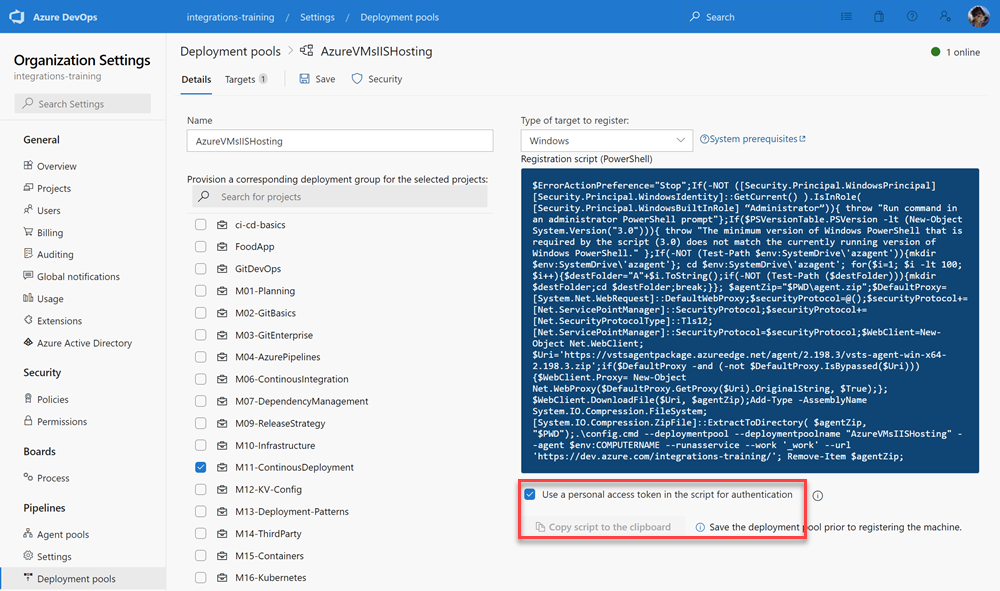 Azure DevOps
integrations-training / Settings / Deployment pools
Search
Organization Settings
integrations-training
Search Settings
General
Overview
Projects
Users
Billing
Auditing
Global notifications
Usage
Extensions
Azure Active Directory
Security
Policies
Permissions
Boards
Process
Pipelines
Agent pools
Settings
Deployment pools
Deployment pools > AzureVMsIISHosting
1 online
Details Targets 1 Save Security
Name
AzureVMsIISHosting
Provision a corresponding deployment group for the selected projects:
Search for projects
ci-cd-basics
FoodApp
GitDevOps
M01-Planning
M02-GitBasics
M03-GitEnterprise
M04-AzurePipelines
M06-ContinousIntegration
M07-DependencyManagement
M09-ReleaseStrategy
M10-Infrastructure
M11-ContinousDeployment
M12-KV-Config
M13-Deployment-Patterns
M14-ThirdParty
M15-Containers
M16-Kubernetes
Type of target to register:
Windows
System prerequisites
Registration script (PowerShell)
$ErrorActionPreference="Stop";If(-NOT ([Security.Principal.WindowsPrincipal]
[Security.Principal.WindowsIdentity]::GetCurrent() ).IsInRole(
[Security.Principal.WindowsBuiltInRole] “Administrator”)){ throw "Run command in
an administrator PowerShell prompt"};If($PSVersionTable.PSVersion -lt (New-Object
System.Version("3.0"))){ throw "The minimum version of Windows PowerShell that is
required by the script (3.0) does not match the currently running version of
Windows PowerShell." };If(-NOT (Test-Path $env:SystemDrive\'azagent')){mkdir
$env:SystemDrive\'azagent'}; cd $env:SystemDrive\'azagent'; for($i=1; $i -lt 100;
$i++){$destFolder="A"+$i.ToString();if(-NOT (Test-Path ($destFolder))){mkdir
$destFolder;cd $destFolder;break;}}; $agentZip="$PWD\agent.zip";$DefaultProxy=
[System.Net.WebRequest]::DefaultWebProxy;$securityProtocol=@();$securityProtocol+=
[Net.ServicePointManager]::SecurityProtocol;$securityProtocol+=
[Net.SecurityProtocolType]::Tls12;
[Net.ServicePointManager]::SecurityProtocol=$securityProtocol;$WebClient=New-
Object Net.WebClient;
$Uri='https://vstsagentpackage.azureedge.net/agent/2.198.3/vsts-agent-win-x64-
2.198.3.zip';if($DefaultProxy -and (-not $DefaultProxy.IsBypassed($Uri)))
{$WebClient.Proxy= New-Object
Net.WebProxy($DefaultProxy.GetProxy($Uri).OriginalString, $True);};
$WebClient.DownloadFile($Uri, $agentZip);Add-Type -AssemblyName
System.IO.Compression.FileSystem;
[System.IO.Compression.ZipFile]::ExtractToDirectory( $agentZip,
"$PWD");.\config.cmd --deploymentpool --deploymentpoolname "AzureVMsIISHosting" -
-agent $env:COMPUTERNAME --runasservice --work '_work' --url
'https://dev.azure.com/integrations-training/'; Remove-Item $agentZip;
Use a personal access token in the script for authentication
Copy script to the clipboard
Save the deployment pool prior to registering the machine.